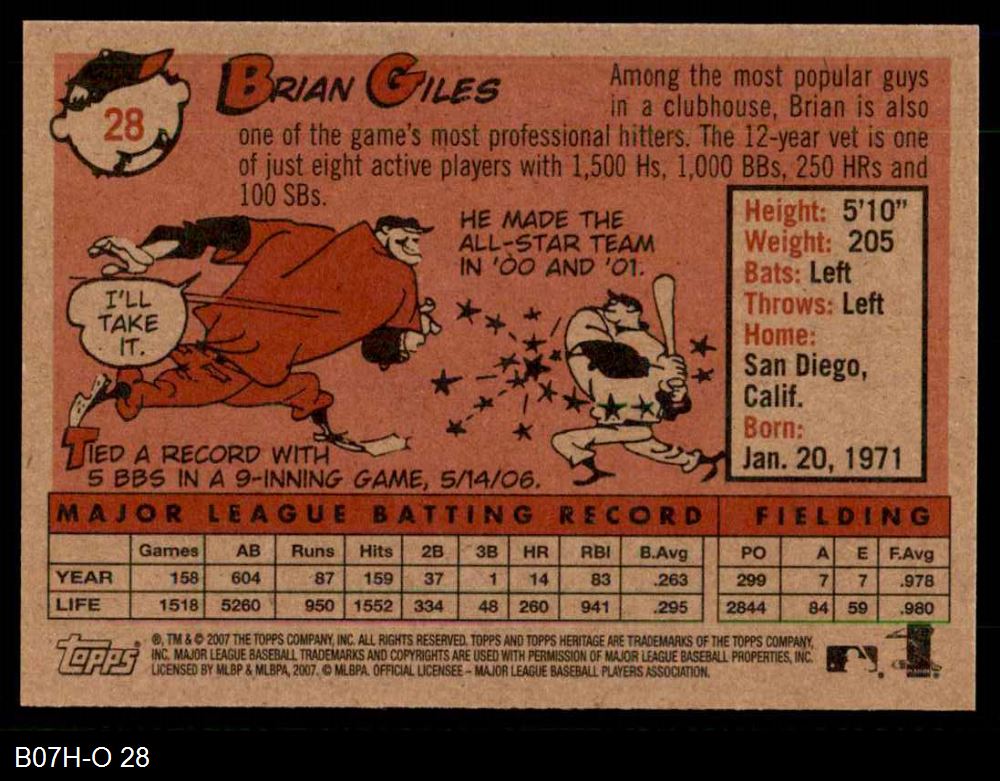 28
BRIAN GILES
Among the most popular guys
in a clubhouse, Brian is also
one of the game's most professional hitters. The 12-year vet is one
of just eight active players with 1,500 Hs, 1,000 BBs, 250 HRs and
100 SBs.
HE MADE THE
ALL-STAR TEAM
IN '00 AND '01.
I'LL
TAKE
IT.
TIED A RECORD WITH
5 BBS IN A 9-INNING GAME, 5/14/06.
Height: 5'10"
Weight: 205
Bats: Left
Throws: Left
Home:
San Diego,
Calif.
Born:
Jan. 20, 1971
MAJOR LEAGUE BATTING RECORD FIELDING
Games AB Runs Hits 2B 3B HR RBI B.Avg PO A E F.Avg
YEAR 158 604 87 159 37 1 14 83 .263 299 7 7 .978
LIFE 1518 5260 950 1552 334 48 260 941 .295 2844 84 59 .980
Topps
®, TM & © 2007 THE TOPPS COMPANY, INC. ALL RIGHTS RESERVED. TOPPS AND TOPPS HERITAGE ARE TRADEMARKS OF THE TOPPS COMPANY,
INC. MAJOR LEAGUE BASEBALL TRADEMARKS AND COPYRIGHTS ARE USED WITH PERMISSION OF MAJOR LEAGUE BASEBALL PROPERTIES, INC.
LICENSED BY MLBP & MLBPA, 2007. © MLBPA. OFFICIAL LICENSEE – MAJOR LEAGUE BASEBALL PLAYERS ASSOCIATION.
B07H-O 28